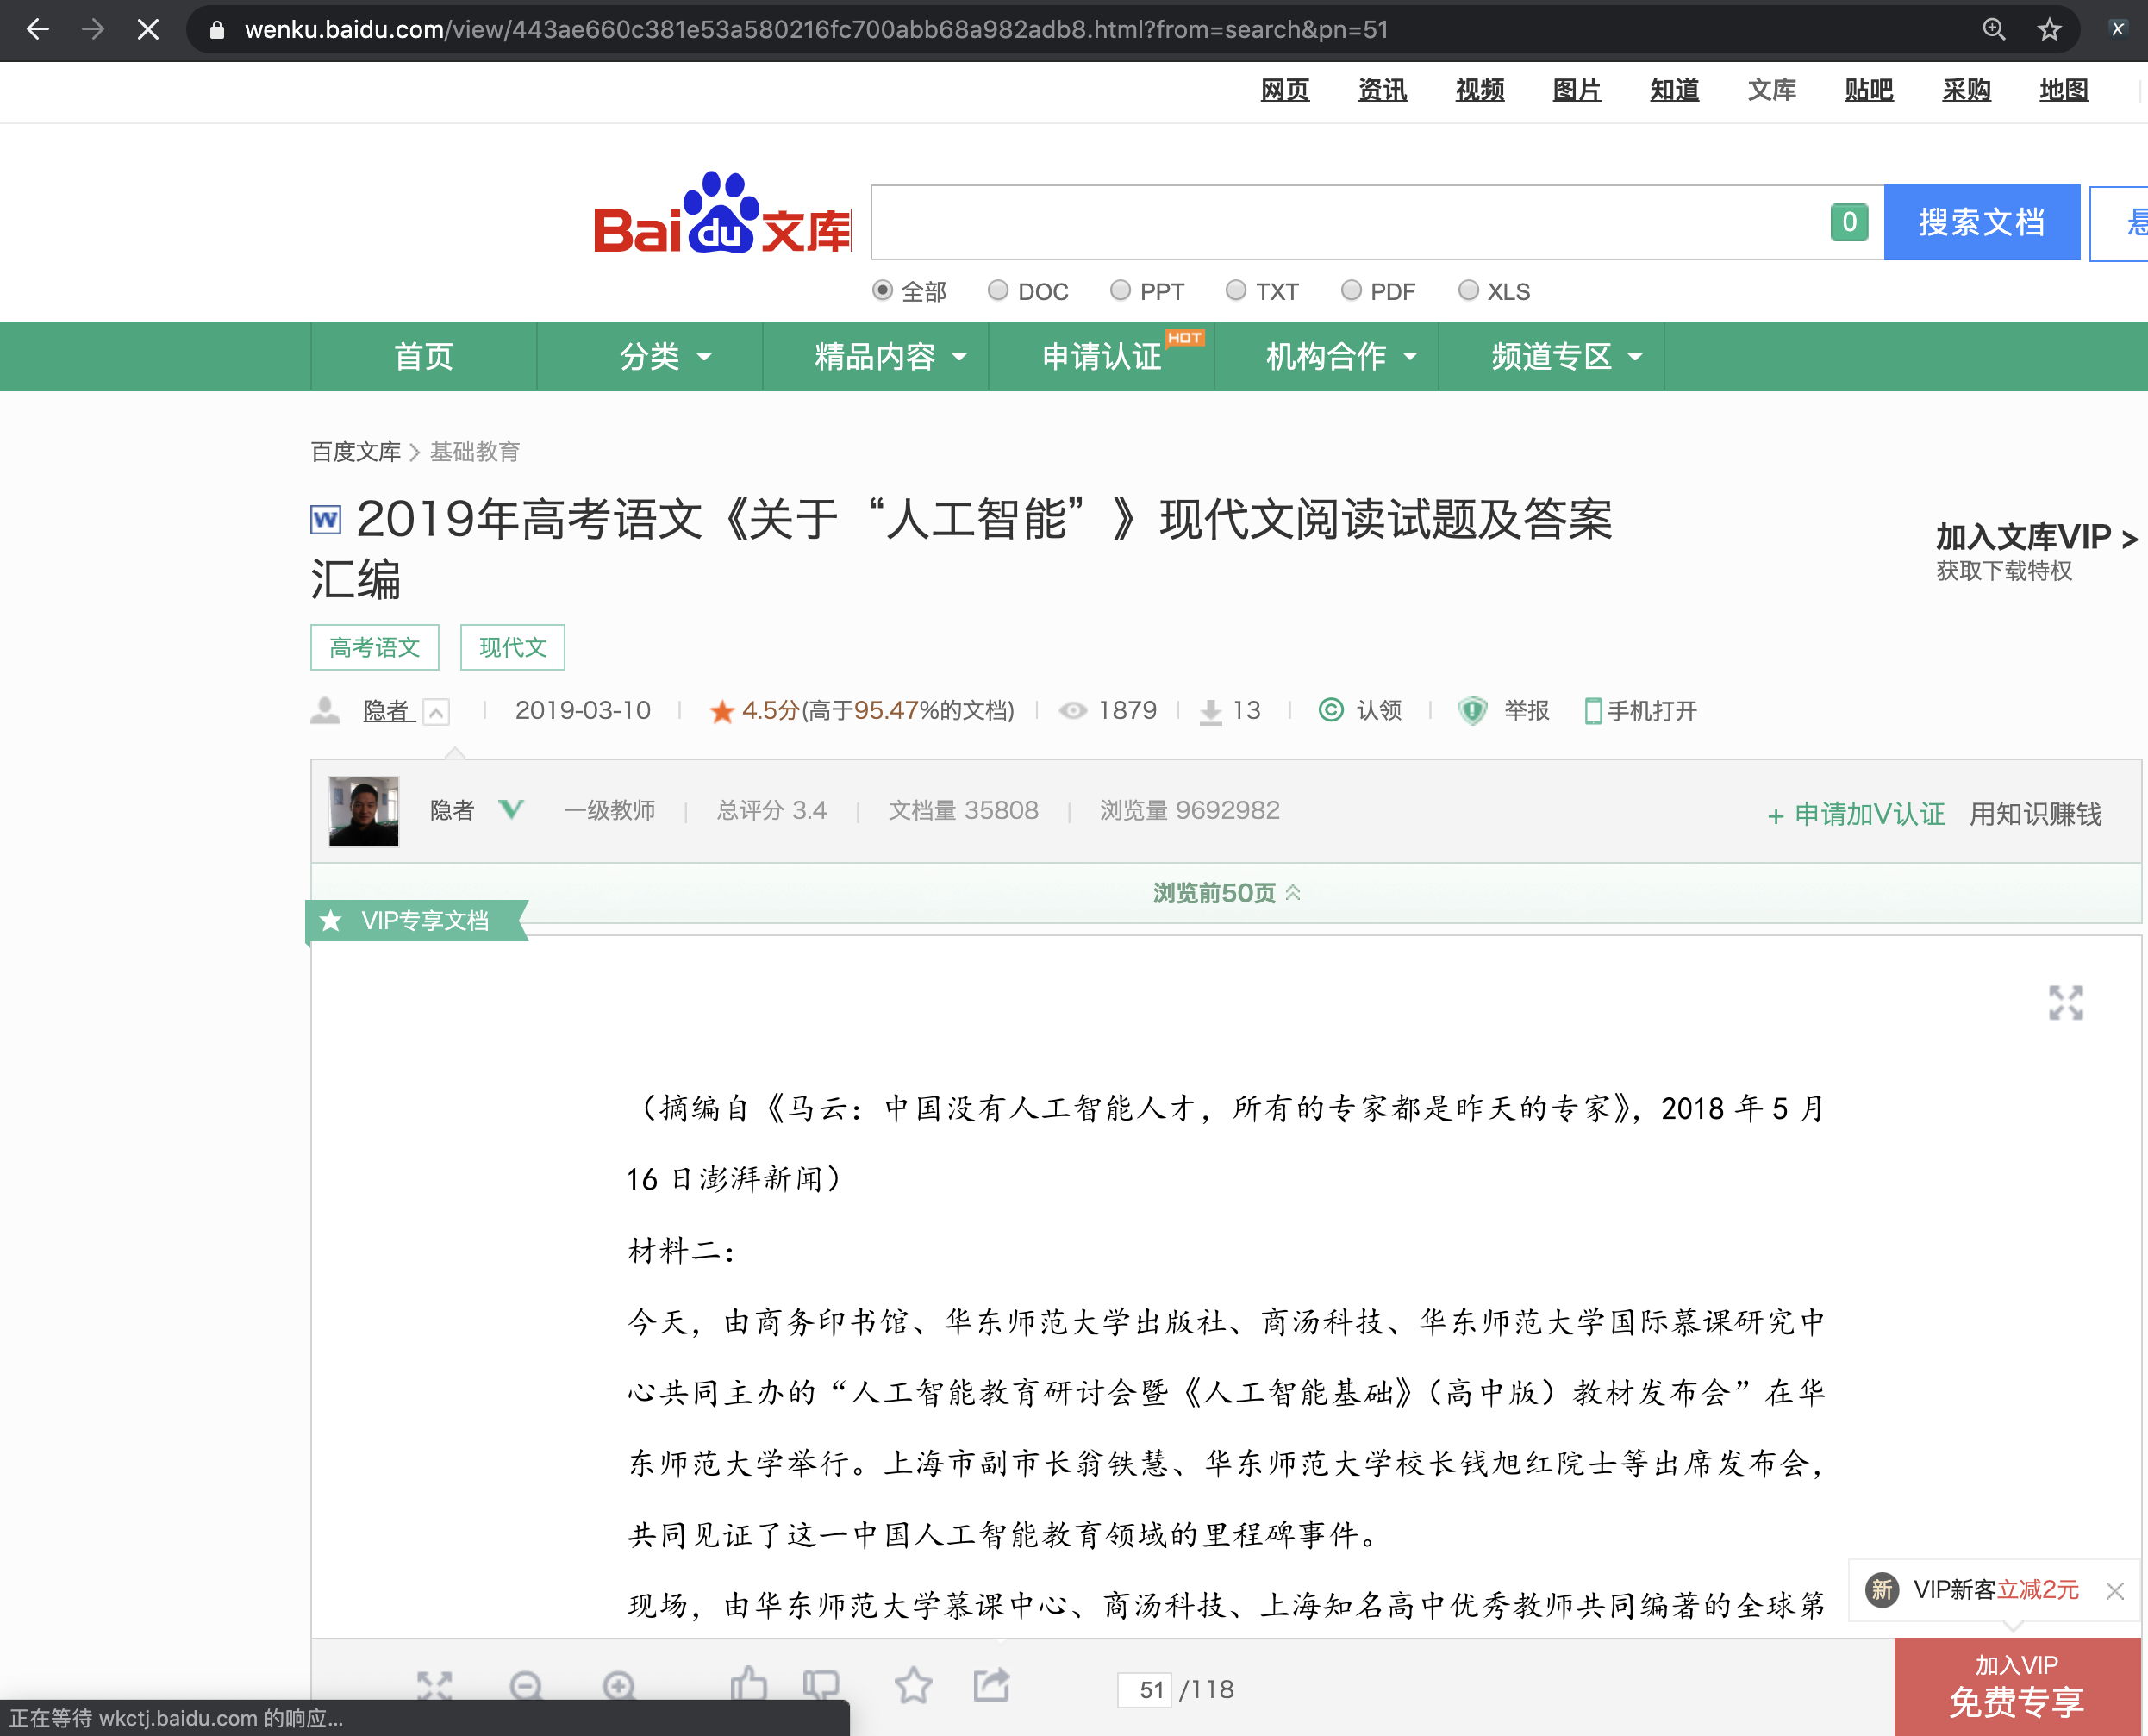 wenku.baidu.com/view/443ae660c381e53a580216fc700abb68a982adb8.html?from=search&pn=51
网页 资讯 视频 图片 知道 文库 贴吧 采购 地图
Bai du 文库
0 搜索文档
全部 DOC PPT TXT PDF XLS
首页 分类 精品内容 申请认证 HOT 机构合作 频道专区
百度文库 > 基础教育
W 2019年高考语文《关于“人工智能”》现代文阅读试题及答案
汇编
加入文库VIP >
获取下载特权
高考语文 现代文
隐者 2019-03-10 4.5分(高于95.47%的文档) 1879 13 认领 举报 手机打开
隐者 一级教师 总评分 3.4 文档量 35808 浏览量 9692982 + 申请加V认证 用知识赚钱
浏览前50页
VIP专享文档
（摘编自《马云：中国没有人工智能人才，所有的专家都是昨天的专家》，2018 年 5 月
16 日澎湃新闻）
材料二：
今天，由商务印书馆、华东师范大学出版社、商汤科技、华东师范大学国际慕课研究中
心共同主办的“人工智能教育研讨会暨《人工智能基础》（高中版）教材发布会”在华
东师范大学举行。上海市副市长翁铁慧、华东师范大学校长钱旭红院士等出席发布会，
共同见证了这一中国人工智能教育领域的里程碑事件。
现场，由华东师范大学慕课中心、商汤科技、上海知名高中优秀教师共同编著的全球第
新 VIP新客立减2元
51 /118
加入VIP
免费专享
正在等待 wkctj.baidu.com 的响应...